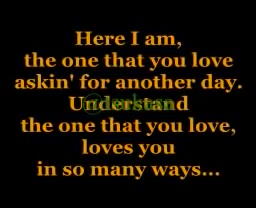 Here I am,
the one that you love
askin' for another day.
Understand
the one that you love,
loves you
in so many ways...